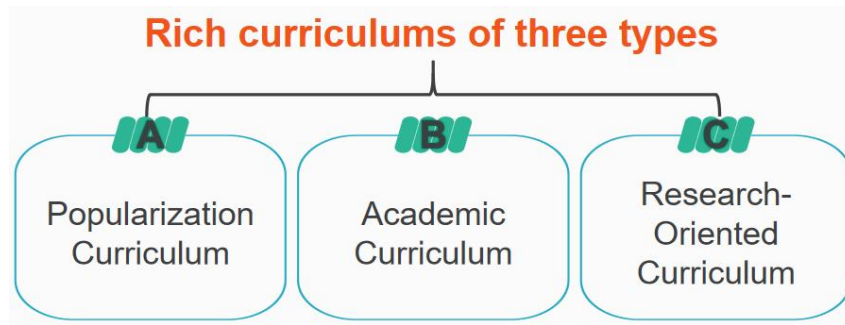 Rich curriculums of three types
A
Popularization
Curriculum
B
Academic
Curriculum
C
Research-
Oriented
Curriculum